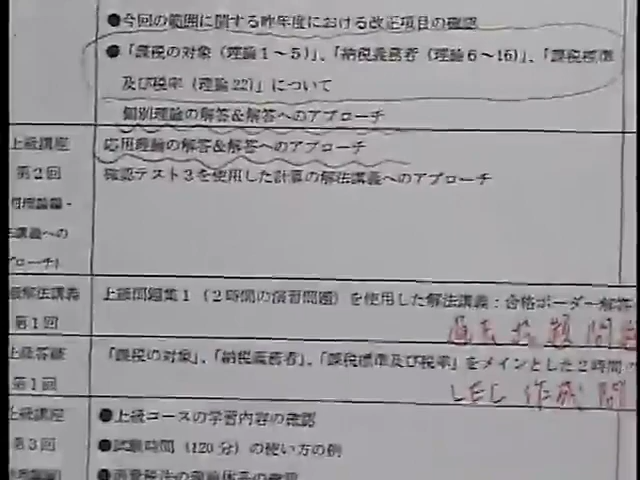 ●今回の範囲に関する昨年度における改正項目の確認
●「課税の対象（理論１～５）」、「納税義務者（理論６～16）」、「課税標準
及び税率（理論22）」について
個別理論の解答&解答へのアプローチ
上級講座
第２回
応用理論の解答&解答へのアプローチ
確認テスト３を使用した計算の解法講義へのアプローチ
講義への
解法講義
第１回
上級問題集１（２時間の演習問題）を使用した解法講義：合格ボーダー解答
題 問
上級答練
第１回
「課税の対象」、「納税義務者」、「課税標準及び税率」をメインとした２時間
LEC 作成 問
上級講座
第３回
●上級コースの学習内容の確認
●試験時間（120分）の使い方の例